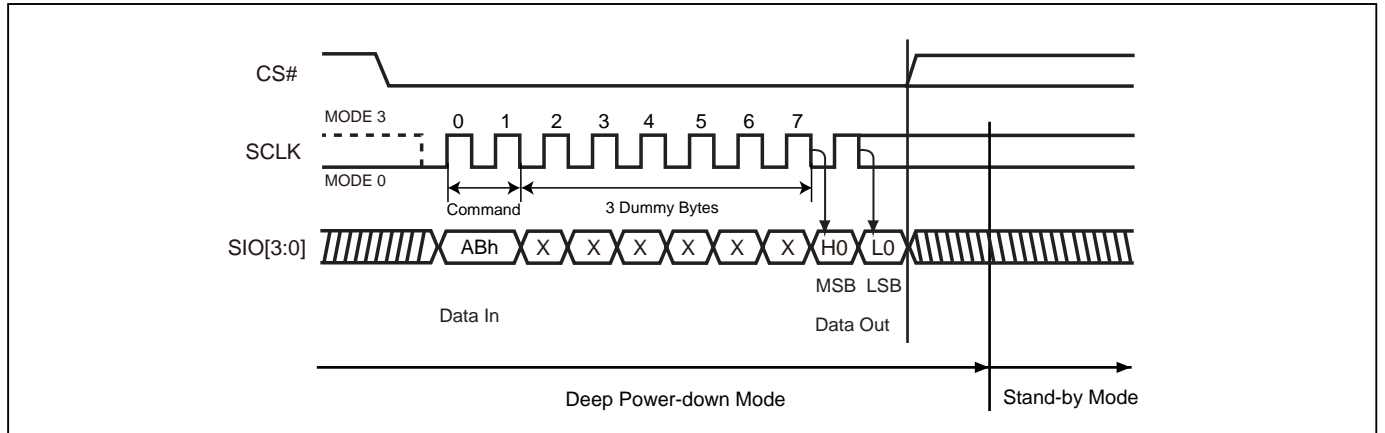 CS#
MODE 3
0 1 2 3 4 5 6 7
SCLK
MODE 0
Command
3 Dummy Bytes
SIO[3:0]
ABh X X X X X X H0 L0
MSB LSB
Data In
Data Out
Deep Power-down Mode
Stand-by Mode